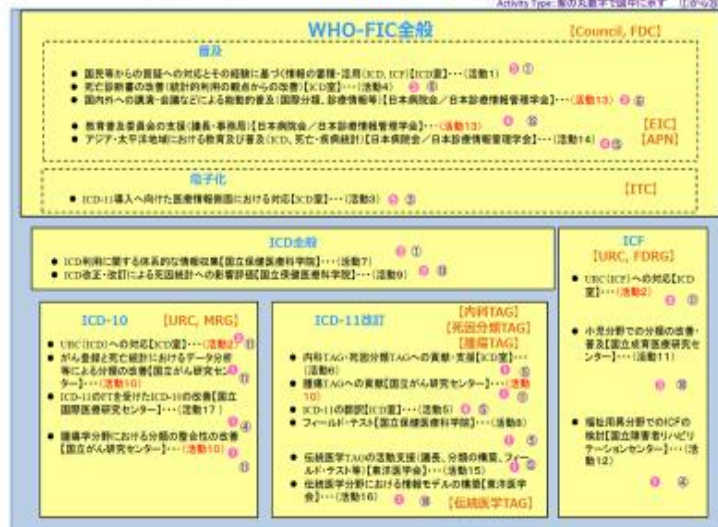 Activity Type: 紫の丸数字で図中に示す
WHO-FIC全般 【Council, FDC】
普及
● 国民等からの質疑への対応とその経験に基づく情報の蓄積・活用(ICD, ICF)【ICD室】・・・(活動1)
● 死亡診断書の改善(統計的利用の観点からの改善)【ICD室】・・・(活動4)
● 国内外への講演・会議などによる能動的普及(国際分類、診療情報等)【日本病院会/日本診療情報管理学会】・・・(活動13)
● 教育普及委員会の支援(議長・事務局)【日本病院会/日本診療情報管理学会】・・・(活動13) 【EIC】
● アジア・太平洋地域における教育及び普及(ICD、死亡・疾病統計)【日本病院会/日本診療情報管理学会】・・・(活動14) 【APN】
電子化 【ITC】
● ICD-11導入へ向けた医療情報側面における対応【ICD室】・・・(活動3)
ICD全般
● ICD利用に関する体系的な情報収集【国立保健医療科学院】・・・(活動7)
● ICD改正・改訂による死因統計への影響評価【国立保健医療科学院】・・・(活動9)
ICD-10 【URC, MRG】
● URC(ICD)への対応【ICD室】・・・(活動2)
● がん登録と死亡統計におけるデータ分析
等による分類の改善【国立がん研究セン
ター】・・・(活動10)
● ICD-11のFTを受けたICD-10の改善【国立
国際医療研究センター】・・・(活動17)
● 腫瘍学分野における分類の整合性の改善
【国立がん研究センター】・・・(活動10)
ICD-11改訂 【内科TAG】
【死因分類TAG】
【腫瘍TAG】
● 内科TAG・死因分類TAGへの貢献・支援【ICD室】・・・
(活動6)
● 腫瘍TAGへの貢献【国立がん研究センター】・・・(活動
10)
● ICD-11の翻訳【ICD室】・・・(活動5)
● フィールド・テスト【国立保健医療科学院】・・・(活動8)
● 伝統医学TAGの活動支援(議長、分類の構築、フィー
ルド・テスト等)【東洋医学会】・・・(活動15)
● 伝統医学分野における情報モデルの構築【東洋医学
会】・・・(活動16) 【伝統医学TAG】
ICF
【URC, FDRG】
● URC(ICF)への対応【ICD
室】・・・(活動2)
● 小児分野での分類の改善・
普及【国立成育医療研究セ
ンター】・・・(活動11)
● 福祉用具分野でのICFの
検討【国立障害者リハビリ
テーションセンター】・・・(活
動12)